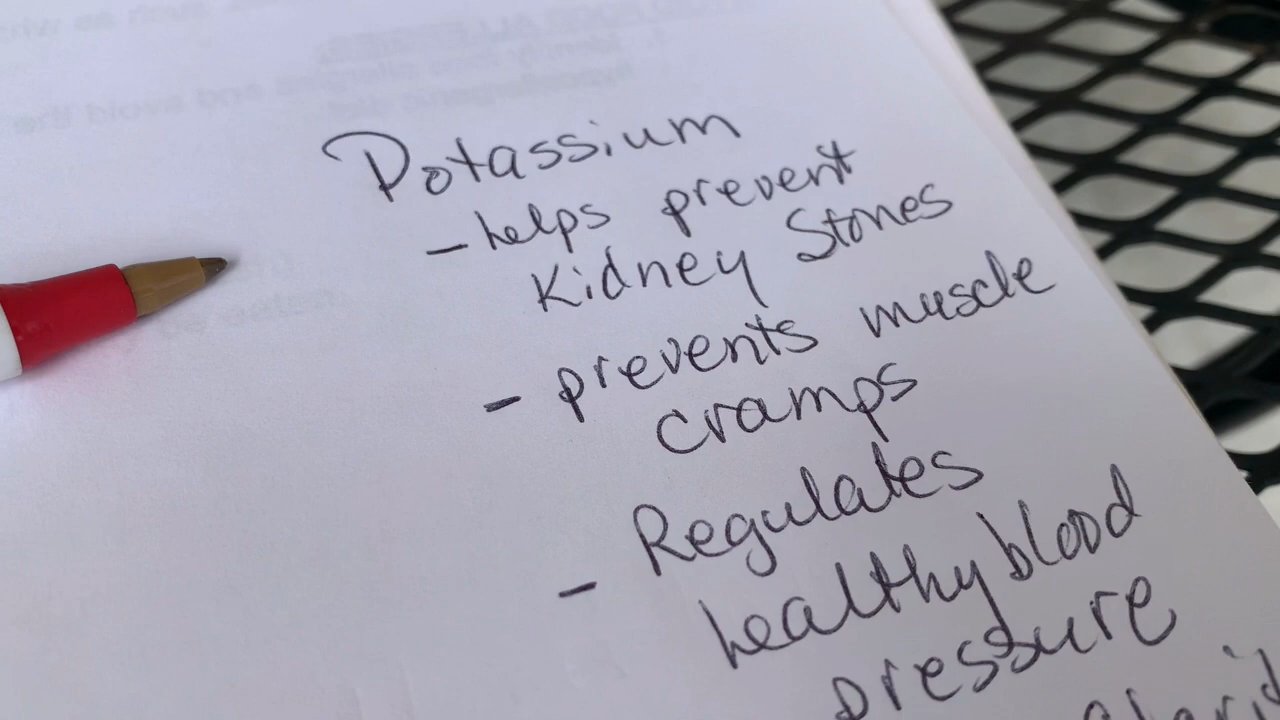 Potassium
- helps prevent
Kidney Stones
- prevents muscle
cramps
- Regulates
healthy blood
pressure